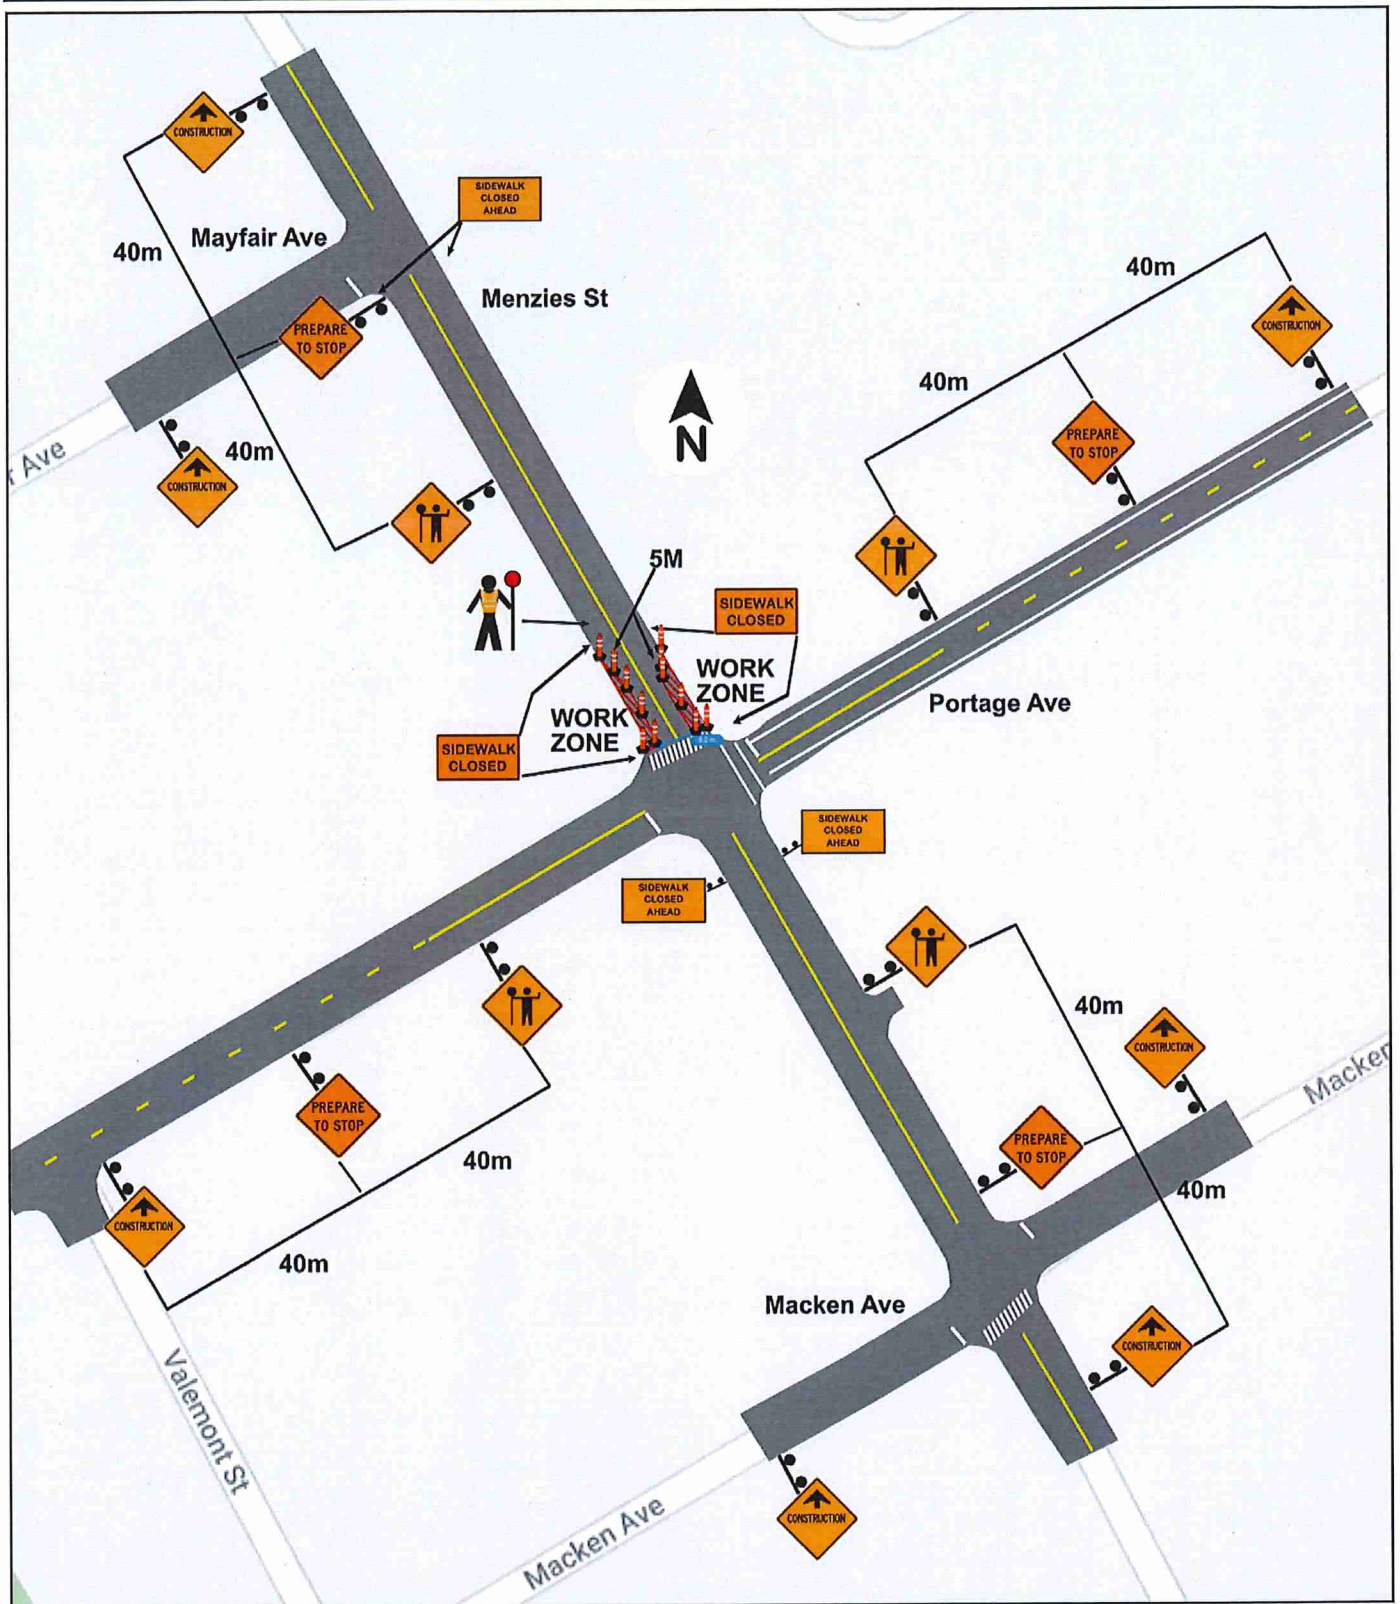 CONSTRUCTION
SIDEWALK
CLOSED
AHEAD
Mayfair Ave
40m
Menzies St
40m
CONSTRUCTION
PREPARE
TO STOP
40m
N
PREPARE
TO STOP
r Ave
40m
CONSTRUCTION
5M
SIDEWALK
CLOSED
WORK
ZONE
Portage Ave
WORK
ZONE
SIDEWALK
CLOSED
SIDEWALK
CLOSED
AHEAD
SIDEWALK
CLOSED
AHEAD
40m
CONSTRUCTION
Macken
PREPARE
TO STOP
PREPARE
TO STOP
40m
40m
CONSTRUCTION
40m
Macken Ave
CONSTRUCTION
Valemont St
Macken Ave
CONSTRUCTION